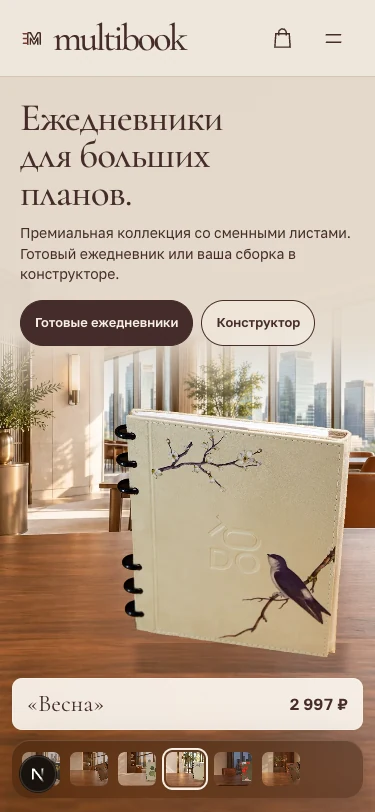 multibook
Ежедневники
для больших
планов.
Премиальная коллекция со сменными листами.
Готовый ежедневник или ваша сборка в
конструкторе.
Готовые ежедневники
Конструктор
«Весна»
2 997 ₽
N